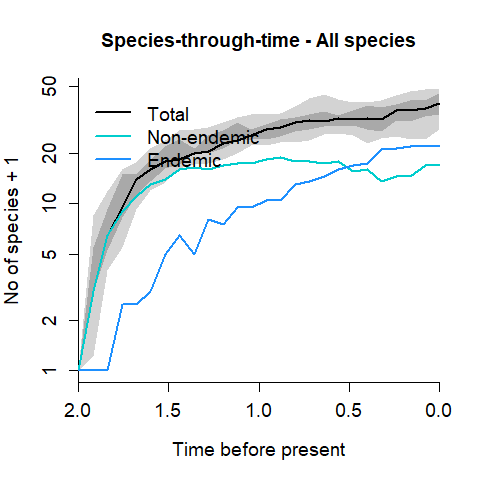 Species-through-time - All species
No of species + 1
50
20
10
5
2
1
Total
Non-endemic
Endemic
2.0 1.5 1.0 0.5 0.0
Time before present